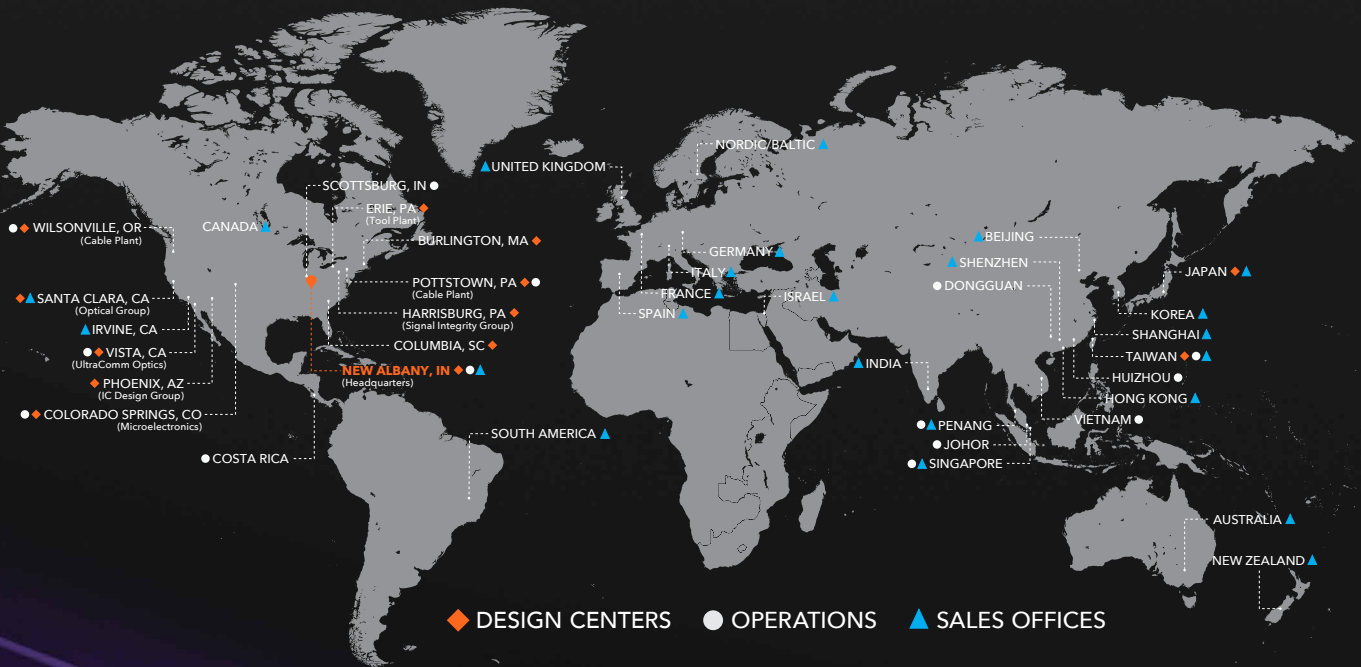 NORDIC/BALTIC
UNITED KINGDOM
SCOTTSBURG, IN
ERIE, PA
(Tool Plant)
WILSONVILLE, OR
(Cable Plant)
CANADA
BURLINGTON, MA
GERMANY
BEIJING
SHENZHEN
ITALY
JAPAN
POTTSTOWN, PA
(Cable Plant)
DONGGUAN
FRANCE
ISRAEL
SANTA CLARA, CA
(Optical Group)
HARRISBURG, PA
(Signal Integrity Group)
SPAIN
KOREA
IRVINE, CA
SHANGHAI
COLUMBIA, SC
VISTA, CA
(UltraComm Optics)
TAIWAN
INDIA
NEW ALBANY, IN
(Headquarters)
HUIZHOU
PHOENIX, AZ
(IC Design Group)
HONG KONG
COLORADO SPRINGS, CO
(Microelectronics)
VIETNAM
PENANG
SOUTH AMERICA
JOHOR
COSTA RICA
SINGAPORE
AUSTRALIA
NEW ZEALAND
DESIGN CENTERS OPERATIONS SALES OFFICES